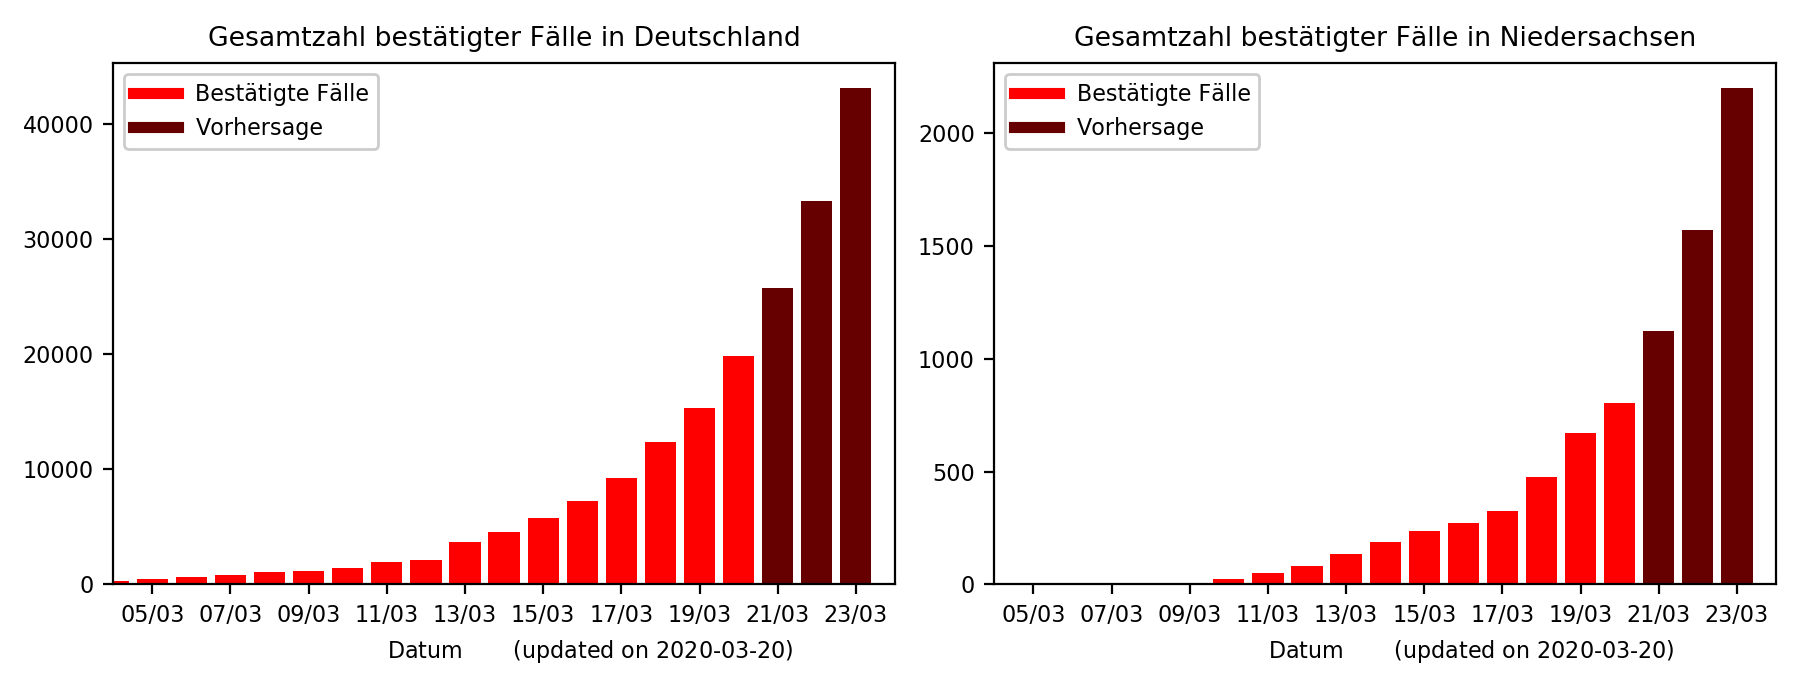 Gesamtzahl bestätigter Fälle in Deutschland
Bestätigte Fälle
Vorhersage
40000
30000
20000
10000
0
05/03 07/03 09/03 11/03 13/03 15/03 17/03 19/03 21/03 23/03
Datum (updated on 2020-03-20)
Gesamtzahl bestätigter Fälle in Niedersachsen
Bestätigte Fälle
Vorhersage
2000
1500
1000
500
0
05/03 07/03 09/03 11/03 13/03 15/03 17/03 19/03 21/03 23/03
Datum (updated on 2020-03-20)